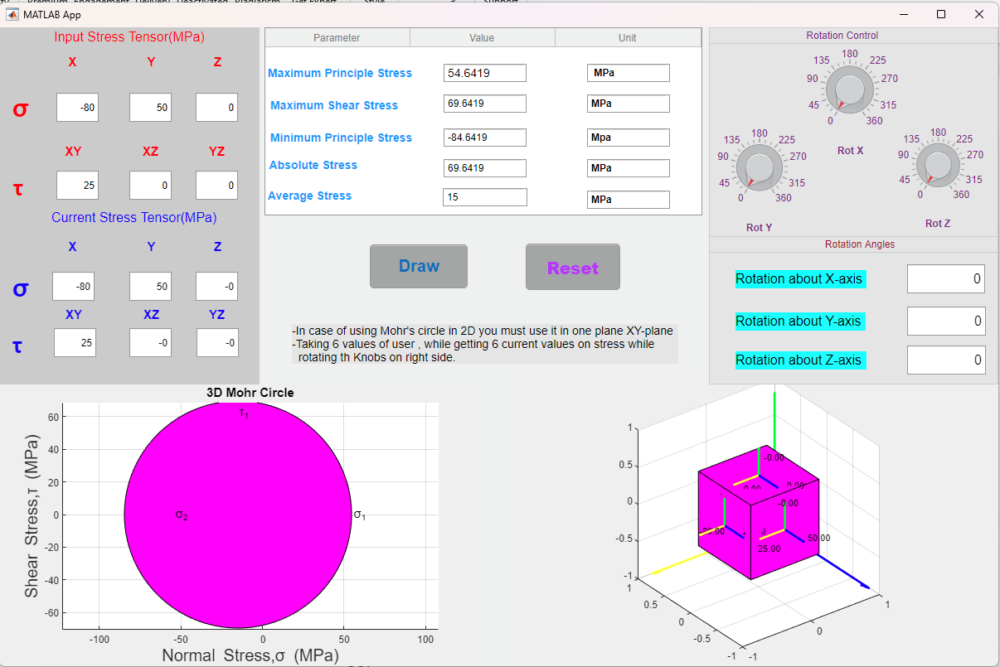 MATLAB App
Input Stress Tensor(MPa)
X Y Z
σ -80 50 0
XY XZ YZ
τ 25 0 0
Current Stress Tensor(MPa)
X Y Z
σ -80 50 -0
XY XZ YZ
τ 25 -0 -0
Parameter Value Unit
Maximum Principle Stress 54.6419 MPa
Maximum Shear Stress 69.6419 MPa
Minimum Principle Stress -84.6419 Mpa
Absolute Stress 69.6419 MPa
Average Stress 15 MPa
Draw Reset
-In case of using Mohr's circle in 2D you must use it in one plane XY-plane
-Taking 6 values of user , while getting 6 current values on stress while
rotating th Knobs on right side.
Rotation Control
0 45 90 135 180 225 270 315 360
Rot X
0 45 90 135 180 225 270 315 360
Rot Y
0 45 90 135 180 225 270 315 360
Rot Z
Rotation Angles
Rotation about X-axis 0
Rotation about Y-axis 0
Rotation about Z-axis 0
3D Mohr Circle
60
40
20
0
-20
-40
-60
-100 -50 0 50 100
Shear Stress,τ (MPa)
Normal Stress,σ (MPa)
τ1
σ2 σ1
1
0.5
0
-0.5
-1
1
0.5
0
-0.5
-1
-1
0
1
-0.00
0.00
-0.00
50.00
25.00